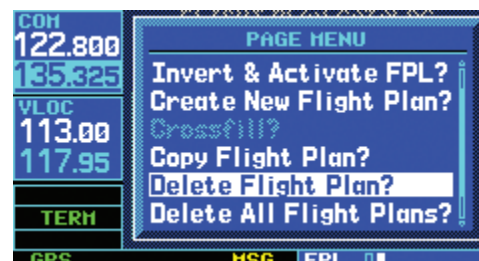 COM
122.800
135.325
VLOC
113.00
117.95
TERM
GPS
PAGE MENU
Invert & Activate FPL?
Create New Flight Plan?
Crossfill?
Copy Flight Plan?
Delete Flight Plan?
Delete All Flight Plans?
MSG
FPL